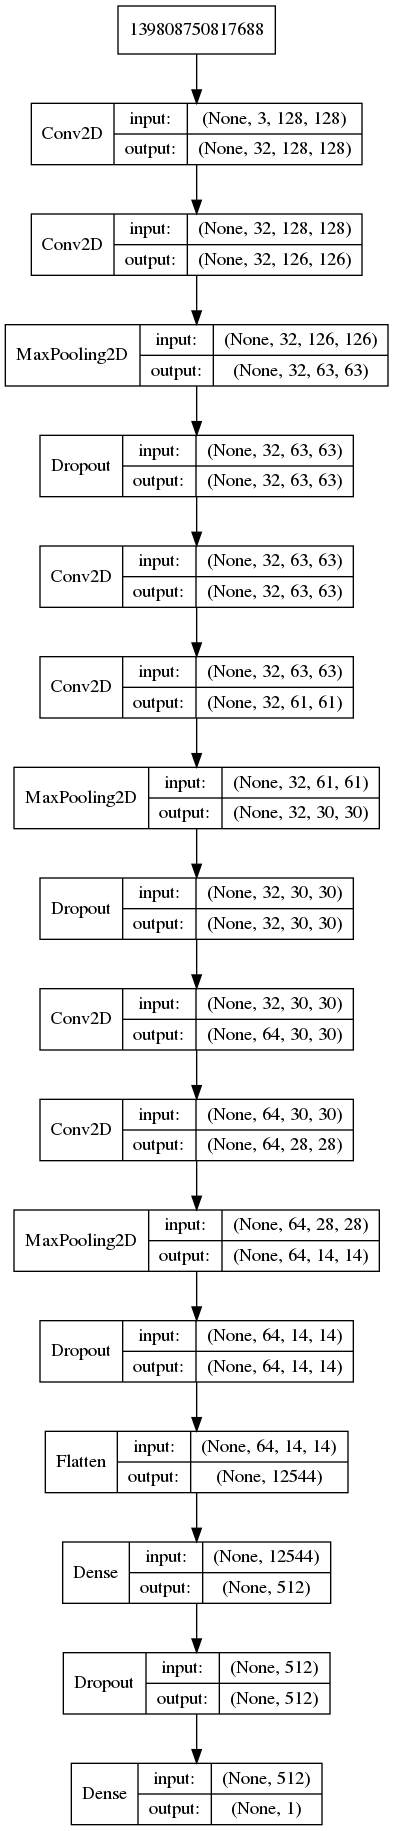 139808750817688
Conv2D
input: (None, 3, 128, 128)
output: (None, 32, 128, 128)
Conv2D
input: (None, 32, 128, 128)
output: (None, 32, 126, 126)
MaxPooling2D
input: (None, 32, 126, 126)
output: (None, 32, 63, 63)
Dropout
input: (None, 32, 63, 63)
output: (None, 32, 63, 63)
Conv2D
input: (None, 32, 63, 63)
output: (None, 32, 63, 63)
Conv2D
input: (None, 32, 63, 63)
output: (None, 32, 61, 61)
MaxPooling2D
input: (None, 32, 61, 61)
output: (None, 32, 30, 30)
Dropout
input: (None, 32, 30, 30)
output: (None, 32, 30, 30)
Conv2D
input: (None, 32, 30, 30)
output: (None, 64, 30, 30)
Conv2D
input: (None, 64, 30, 30)
output: (None, 64, 28, 28)
MaxPooling2D
input: (None, 64, 28, 28)
output: (None, 64, 14, 14)
Dropout
input: (None, 64, 14, 14)
output: (None, 64, 14, 14)
Flatten
input: (None, 64, 14, 14)
output: (None, 12544)
Dense
input: (None, 12544)
output: (None, 512)
Dropout
input: (None, 512)
output: (None, 512)
Dense
input: (None, 512)
output: (None, 1)